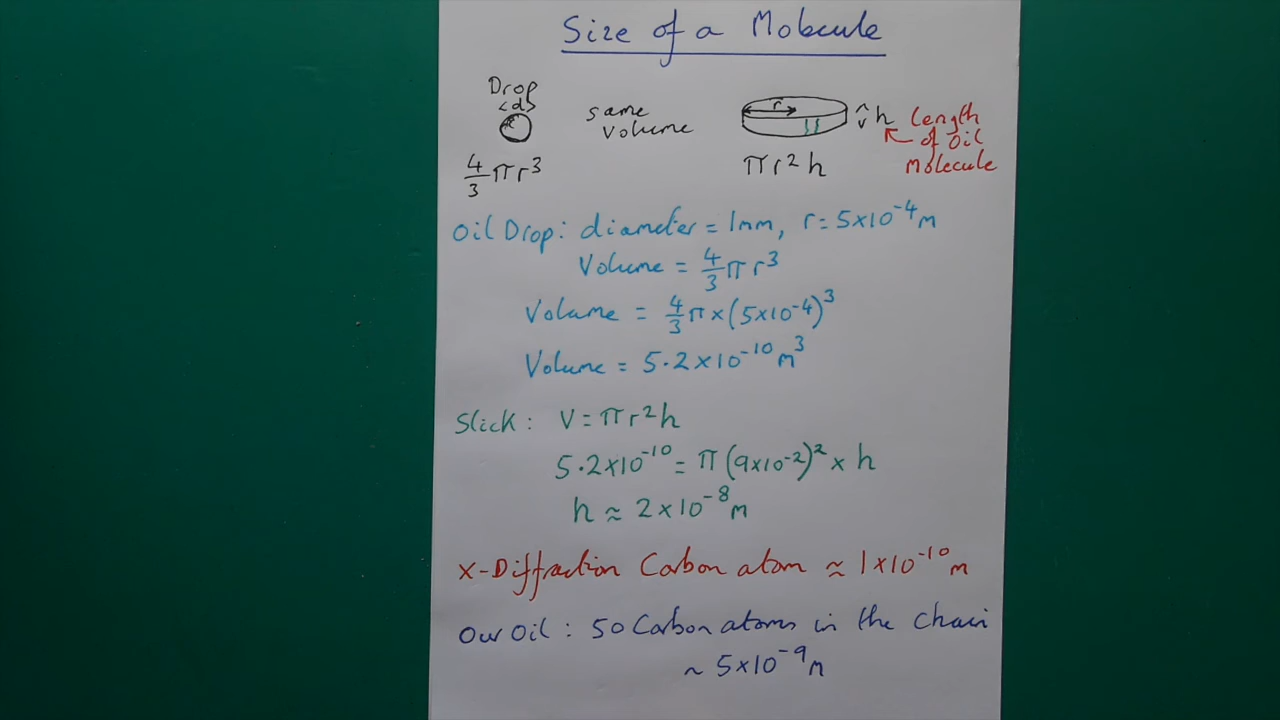 Size of a Molecule
Drop
<d>
same
volume
r
h
Length
of Oil
Molecule
4/3 πr³
πr²h
Oil Drop: diameter = 1mm, r = 5x10⁻⁴m
Volume = 4/3 πr³
Volume = 4/3 π x (5x10⁻⁴)³
Volume = 5.2x10⁻¹⁰m³
Slick: V = πr²h
5.2x10⁻¹⁰ = π(9x10⁻²)² x h
h ≈ 2x10⁻⁸m
X-Diffraction Carbon atom ≈ 1x10⁻¹⁰m
Our Oil: 50 Carbon atoms in the chain
~ 5x10⁻⁹m